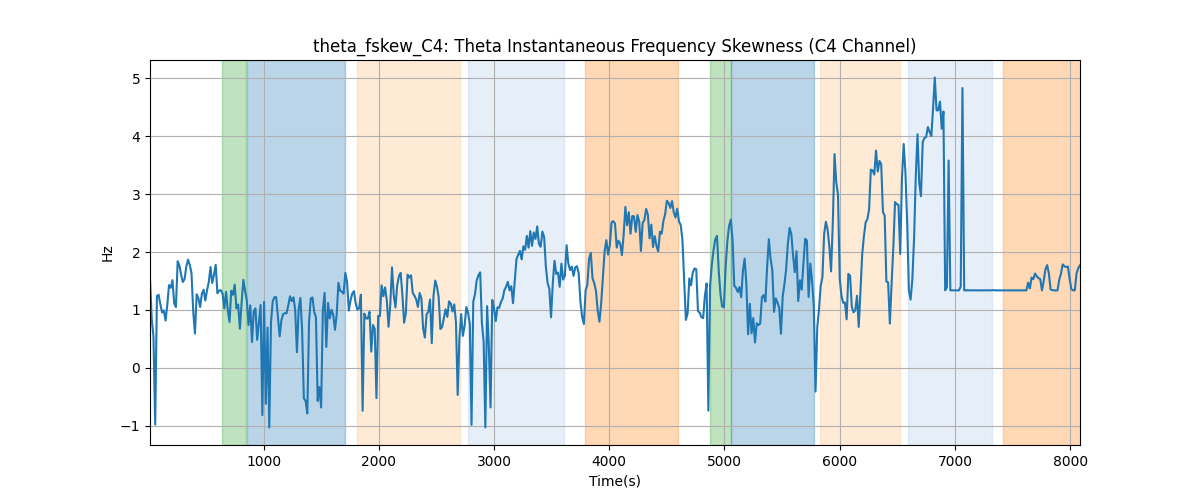 theta_fskew_C4: Theta Instantaneous Frequency Skewness (C4 Channel)
5
4
3
2
1
0
−1
Hz
1000 2000 3000 4000 5000 6000 7000 8000
Time(s)